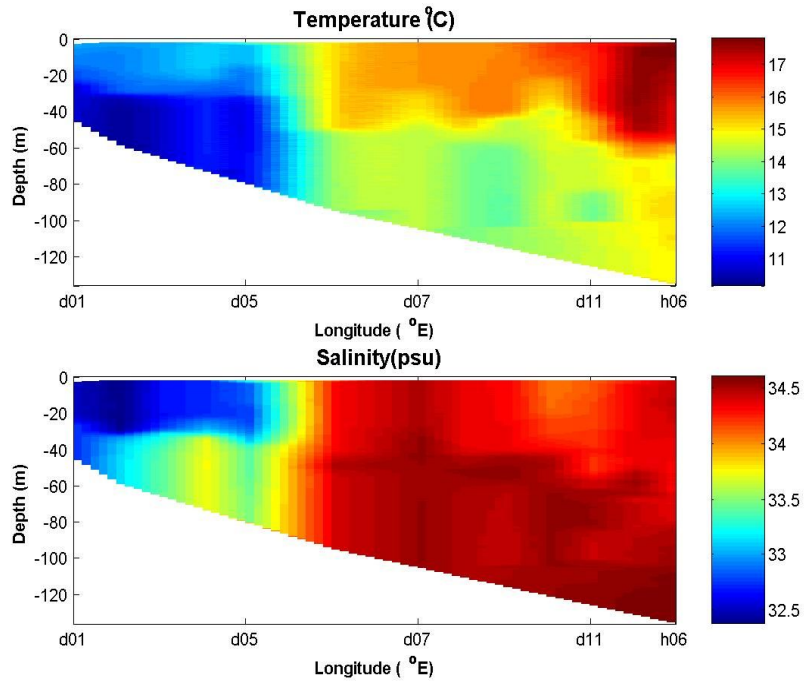 Temperature (°C)
0
-20
-40
-60
-80
-100
-120
Depth (m)
d01
d05
d07
d11
h06
Longitude ( °E)
17
16
15
14
13
12
11
Salinity(psu)
0
-20
-40
-60
-80
-100
-120
Depth (m)
d01
d05
d07
d11
h06
Longitude ( °E)
34.5
34
33.5
33
32.5